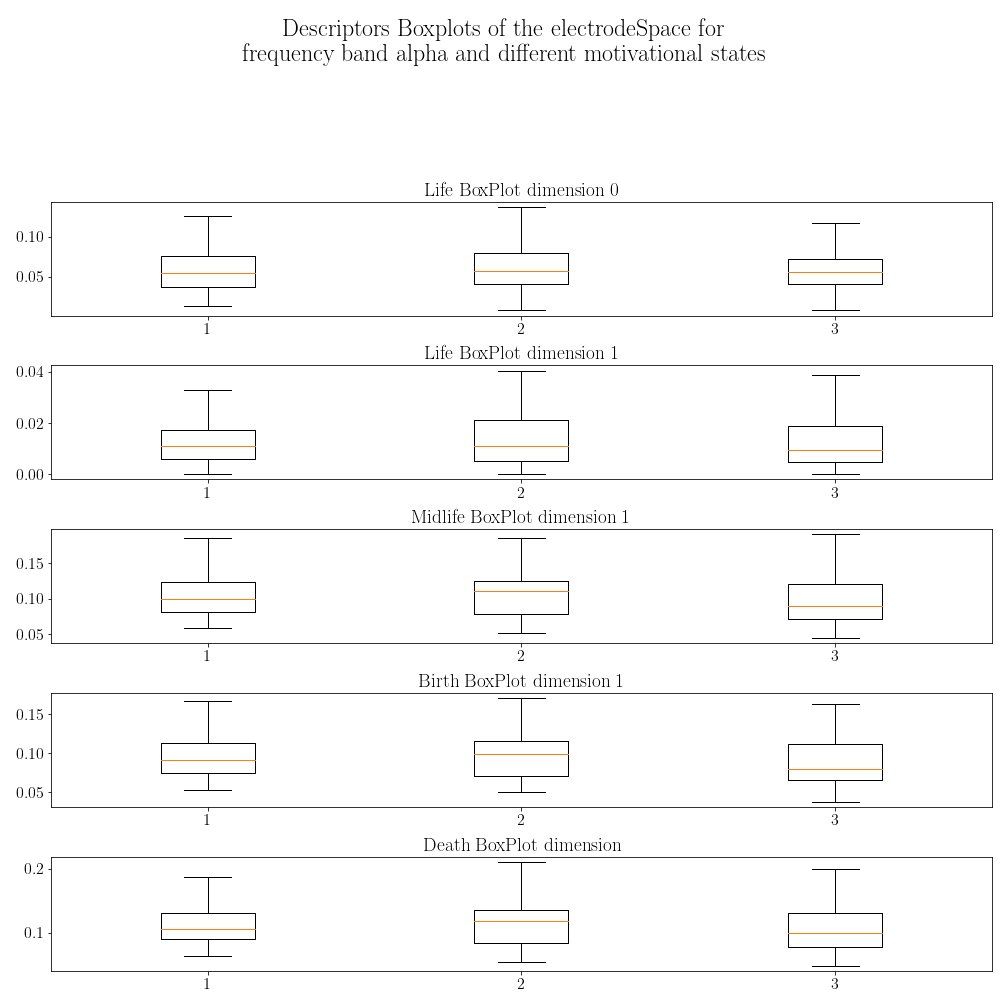 Descriptors Boxplots of the electrodeSpace for
frequency band alpha and different motivational states
Life BoxPlot dimension 0
0.10
0.05
1 2 3
Life BoxPlot dimension 1
0.04
0.02
0.00
1 2 3
Midlife BoxPlot dimension 1
0.15
0.10
0.05
1 2 3
Birth BoxPlot dimension 1
0.15
0.10
0.05
1 2 3
Death BoxPlot dimension
0.2
0.1
1 2 3